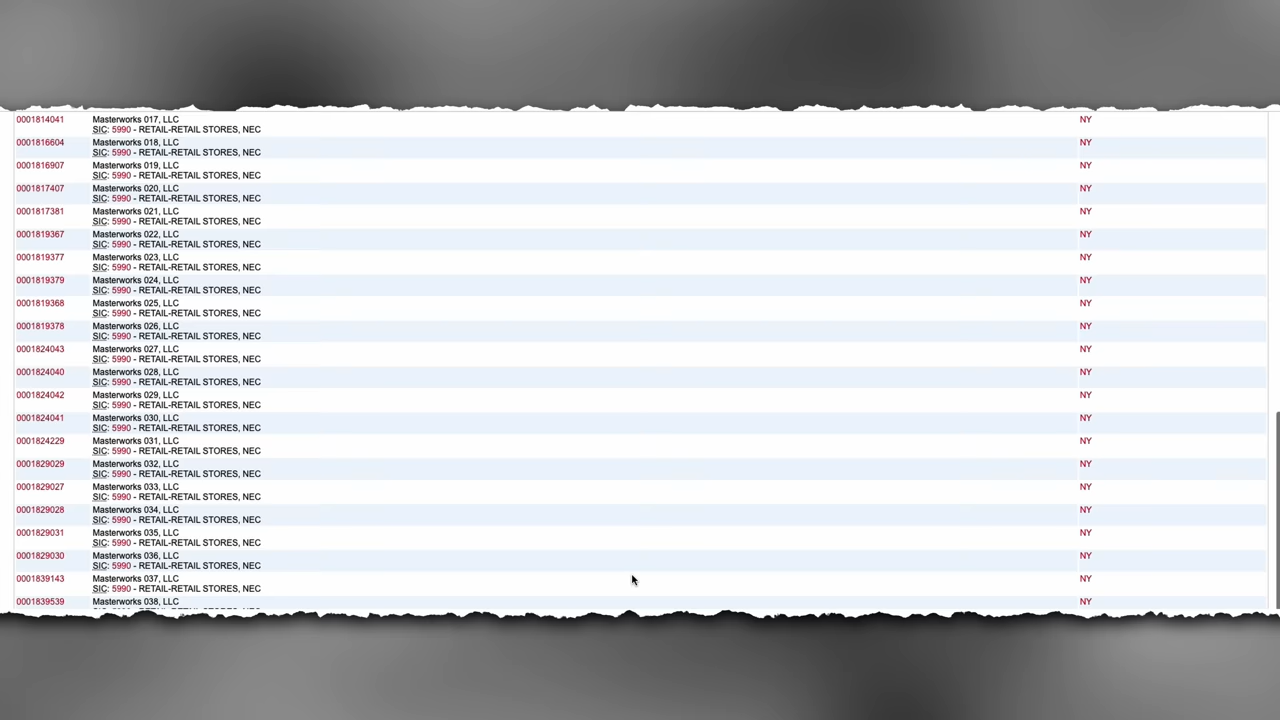 0001814041 Masterworks 017, LLC NY
SIC: 5990 - RETAIL-RETAIL STORES, NEC
0001816604 Masterworks 018, LLC NY
SIC: 5990 - RETAIL-RETAIL STORES, NEC
0001816907 Masterworks 019, LLC NY
SIC: 5990 - RETAIL-RETAIL STORES, NEC
0001817407 Masterworks 020, LLC NY
SIC: 5990 - RETAIL-RETAIL STORES, NEC
0001817381 Masterworks 021, LLC NY
SIC: 5990 - RETAIL-RETAIL STORES, NEC
0001819367 Masterworks 022, LLC NY
SIC: 5990 - RETAIL-RETAIL STORES, NEC
0001819377 Masterworks 023, LLC NY
SIC: 5990 - RETAIL-RETAIL STORES, NEC
0001819379 Masterworks 024, LLC NY
SIC: 5990 - RETAIL-RETAIL STORES, NEC
0001819368 Masterworks 025, LLC NY
SIC: 5990 - RETAIL-RETAIL STORES, NEC
0001819378 Masterworks 026, LLC NY
SIC: 5990 - RETAIL-RETAIL STORES, NEC
0001824043 Masterworks 027, LLC NY
SIC: 5990 - RETAIL-RETAIL STORES, NEC
0001824040 Masterworks 028, LLC NY
SIC: 5990 - RETAIL-RETAIL STORES, NEC
0001824042 Masterworks 029, LLC NY
SIC: 5990 - RETAIL-RETAIL STORES, NEC
0001824041 Masterworks 030, LLC NY
SIC: 5990 - RETAIL-RETAIL STORES, NEC
0001824229 Masterworks 031, LLC NY
SIC: 5990 - RETAIL-RETAIL STORES, NEC
0001829029 Masterworks 032, LLC NY
SIC: 5990 - RETAIL-RETAIL STORES, NEC
0001829027 Masterworks 033, LLC NY
SIC: 5990 - RETAIL-RETAIL STORES, NEC
0001829028 Masterworks 034, LLC NY
SIC: 5990 - RETAIL-RETAIL STORES, NEC
0001829031 Masterworks 035, LLC NY
SIC: 5990 - RETAIL-RETAIL STORES, NEC
0001829030 Masterworks 036, LLC NY
SIC: 5990 - RETAIL-RETAIL STORES, NEC
0001839143 Masterworks 037, LLC NY
SIC: 5990 - RETAIL-RETAIL STORES, NEC
0001839539 Masterworks 038, LLC NY